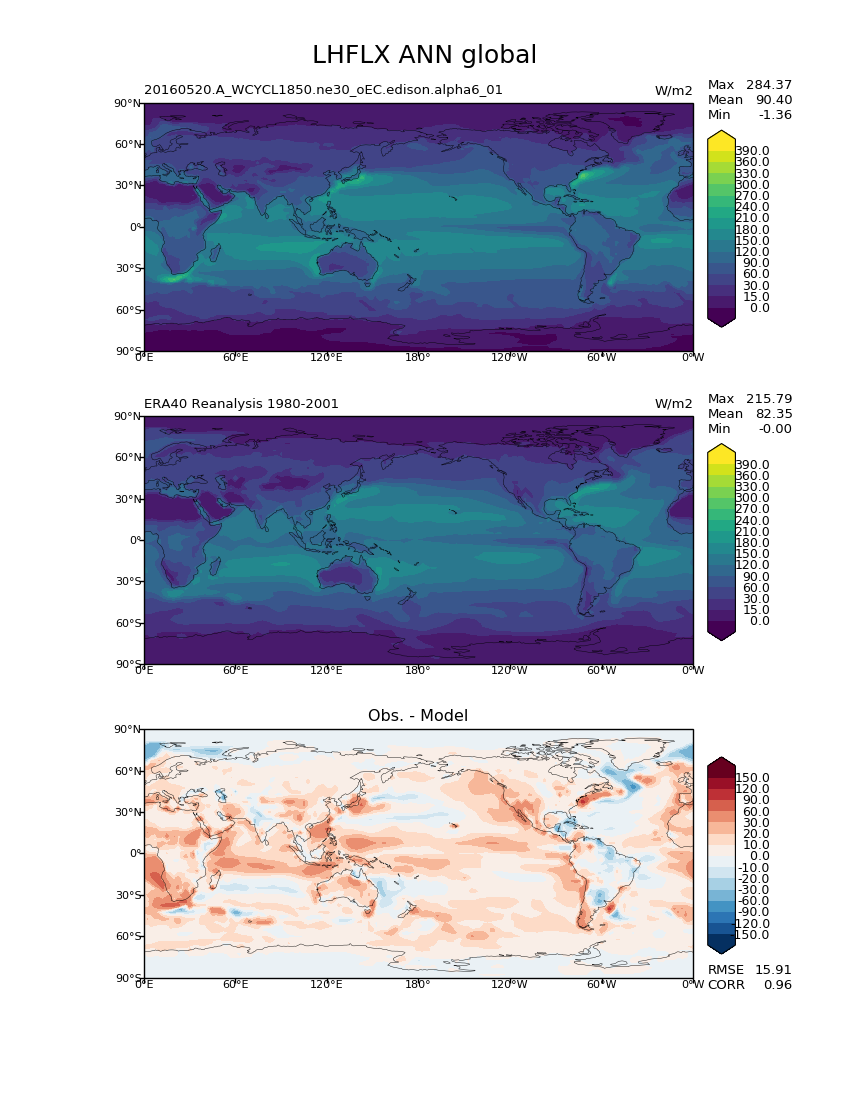 LHFLX ANN global
20160520.A_WCYCL1850.ne30_oEC.edison.alpha6_01
W/m2
Max 284.37
Mean 90.40
Min -1.36
90°N
60°N
30°N
0°
30°S
60°S
90°S
0°E 60°E 120°E 180° 120°W 60°W 0°W
390.0
360.0
330.0
300.0
270.0
240.0
210.0
180.0
150.0
120.0
90.0
60.0
30.0
15.0
0.0
ERA40 Reanalysis 1980-2001
W/m2
Max 215.79
Mean 82.35
Min -0.00
90°N
60°N
30°N
0°
30°S
60°S
90°S
0°E 60°E 120°E 180° 120°W 60°W 0°W
390.0
360.0
330.0
300.0
270.0
240.0
210.0
180.0
150.0
120.0
90.0
60.0
30.0
15.0
0.0
Obs. - Model
90°N
60°N
30°N
0°
30°S
60°S
90°S
0°E 60°E 120°E 180° 120°W 60°W 0°W
150.0
120.0
90.0
60.0
30.0
20.0
10.0
0.0
-10.0
-20.0
-30.0
-60.0
-90.0
-120.0
-150.0
RMSE 15.91
CORR 0.96